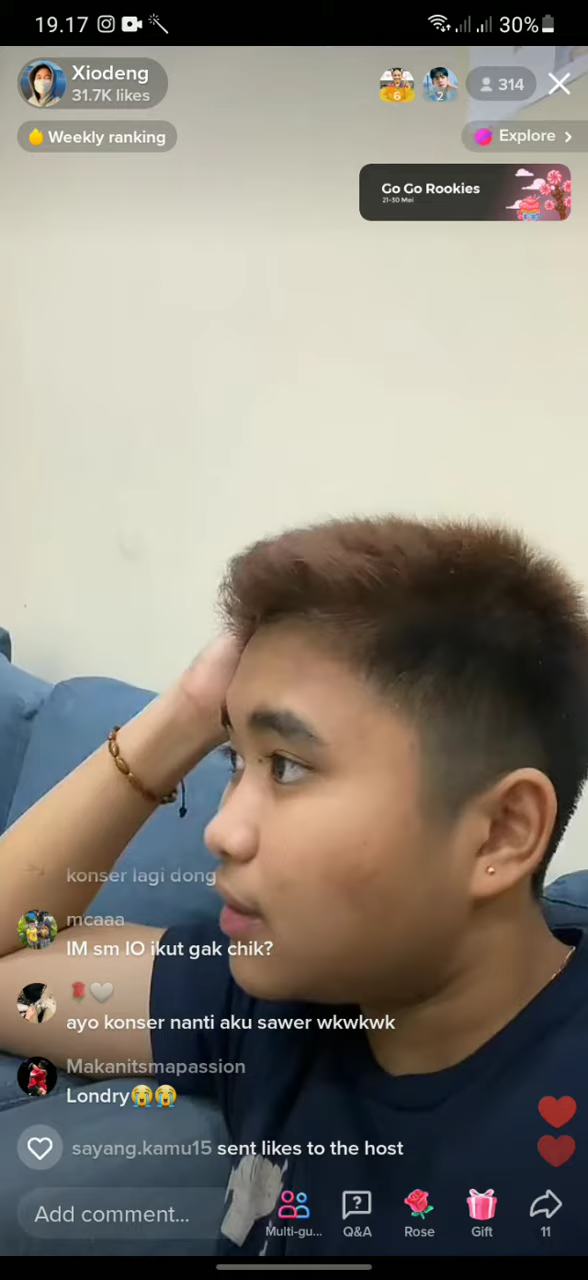 19.17
30%
Xiodeng
31.7K likes
6
2
314
Weekly ranking
Explore
Go Go Rookies
21-30 Mei
konser lagi dong
mcaaa
IM sm IO ikut gak chik?
🌹🤍
ayo konser nanti aku sawer wkwkwk
Makanitsmapassion
Londry😭😭
sayang.kamu15 sent likes to the host
Add comment...
Multi-gu...
Q&A
Rose
Gift
11